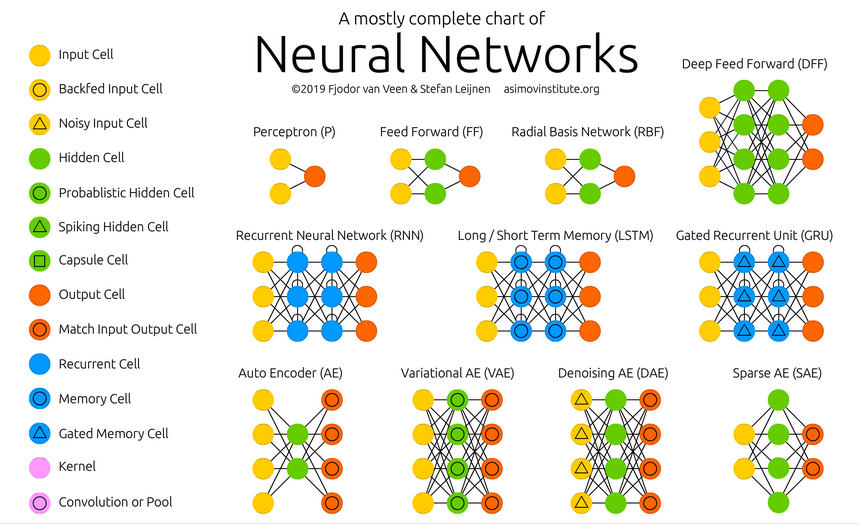 A mostly complete chart of
Neural Networks
©2019 Fjodor van Veen & Stefan Leijnen asimovinstitute.org
Input Cell
Backfed Input Cell
Noisy Input Cell
Hidden Cell
Probablistic Hidden Cell
Spiking Hidden Cell
Capsule Cell
Output Cell
Match Input Output Cell
Recurrent Cell
Memory Cell
Gated Memory Cell
Kernel
Convolution or Pool
Perceptron (P)
Feed Forward (FF)
Radial Basis Network (RBF)
Deep Feed Forward (DFF)
Recurrent Neural Network (RNN)
Long / Short Term Memory (LSTM)
Gated Recurrent Unit (GRU)
Auto Encoder (AE)
Variational AE (VAE)
Denoising AE (DAE)
Sparse AE (SAE)